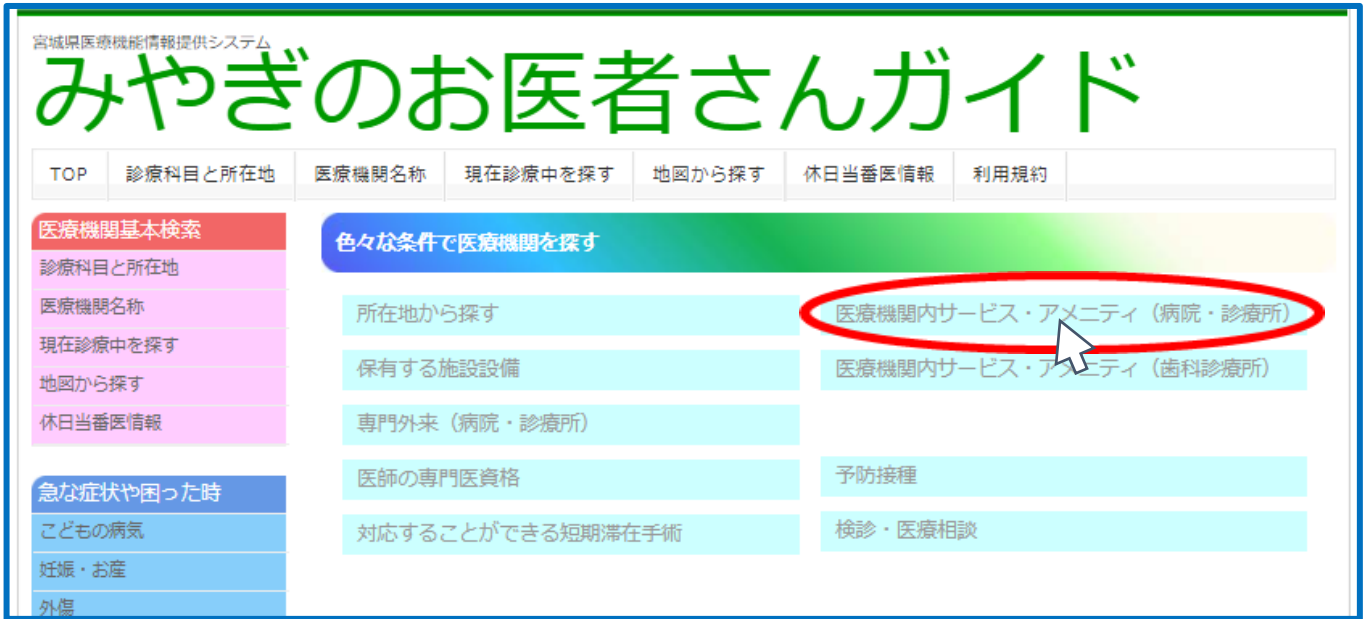 宮城県医療機能情報提供システム
みやぎのお医者さんガイド
TOP 診療科目と所在地 医療機関名称 現在診療中を探す 地図から探す 休日当番医情報 利用規約
医療機関基本検索
診療科目と所在地
医療機関名称
現在診療中を探す
地図から探す
休日当番医情報
急な症状や困った時
こどもの病気
妊娠・お産
外傷
色々な条件で医療機関を探す
所在地から探す
医療機関内サービス・アメニティ（病院・診療所）
保有する施設設備
医療機関内サービス・アメニティ（歯科診療所）
専門外来（病院・診療所）
医師の専門医資格
予防接種
対応することができる短期滞在手術
検診・医療相談